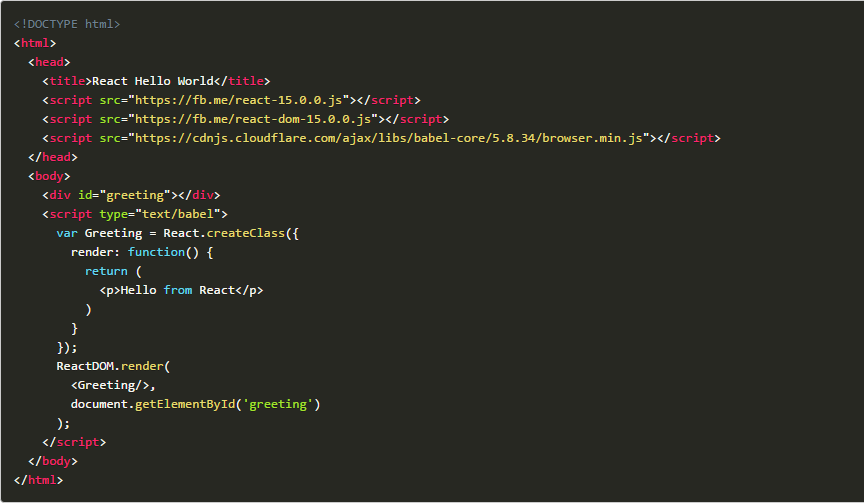 <!DOCTYPE html>
<html>
  <head>
    <title>React Hello World</title>
    <script src="https://fb.me/react-15.0.0.js"></script>
    <script src="https://fb.me/react-dom-15.0.0.js"></script>
    <script src="https://cdnjs.cloudflare.com/ajax/libs/babel-core/5.8.34/browser.min.js"></script>
  </head>
  <body>
    <div id="greeting"></div>
    <script type="text/babel">
      var Greeting = React.createClass({
        render: function() {
          return (
            <p>Hello from React</p>
          )
        }
      });
      ReactDOM.render(
        <Greeting/>,
        document.getElementById('greeting')
      );
    </script>
  </body>
</html>